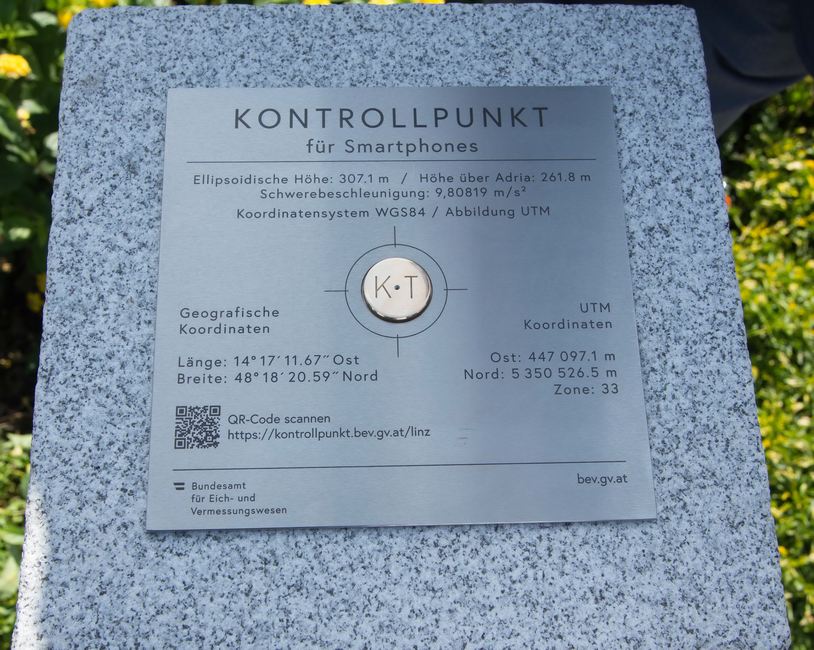 KONTROLLPUNKT
für Smartphones
Ellipsoidische Höhe: 307.1 m / Höhe über Adria: 261.8 m
Schwerebeschleunigung: 9,80819 m/s²
Koordinatensystem WGS84 / Abbildung UTM
K·T
Geografische
Koordinaten
Länge: 14° 17′ 11.67″ Ost
Breite: 48° 18′ 20.59″ Nord
UTM
Koordinaten
Ost: 447 097.1 m
Nord: 5 350 526.5 m
Zone: 33
QR-Code scannen
https://kontrollpunkt.bev.gv.at/linz
Bundesamt
für Eich- und
Vermessungswesen
bev.gv.at